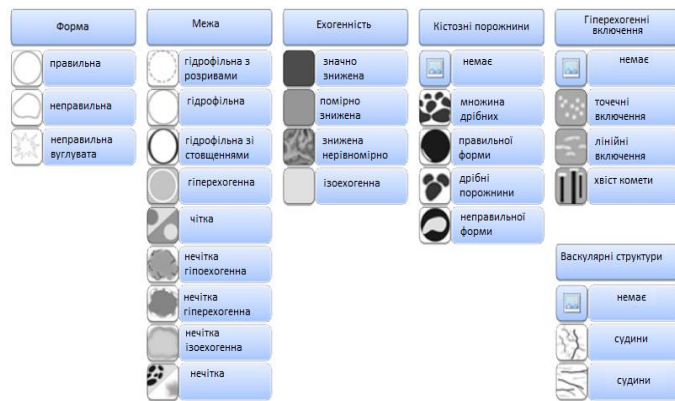 Форма
правильна
неправильна
неправильна
вуглувата
Межа
гідрофільна з
розривами
гідрофільна
гідрофільна зі
стовщеннями
гіперехогенна
чітка
нечітка
гіпоехогенна
нечітка
гіперехогенна
нечітка
ізоехогенна
нечітка
Ехогенність
значно
знижена
помірно
знижена
знижена
нерівномірно
ізоехогенна
Кістозні порожнини
немає
множина
дрібних
правильної
форми
дрібні
порожнини
неправильної
форми
Гіперехогенні
включення
немає
точечні
включення
лінійні
включення
хвіст комети
Васкулярні структури
немає
судини
судини